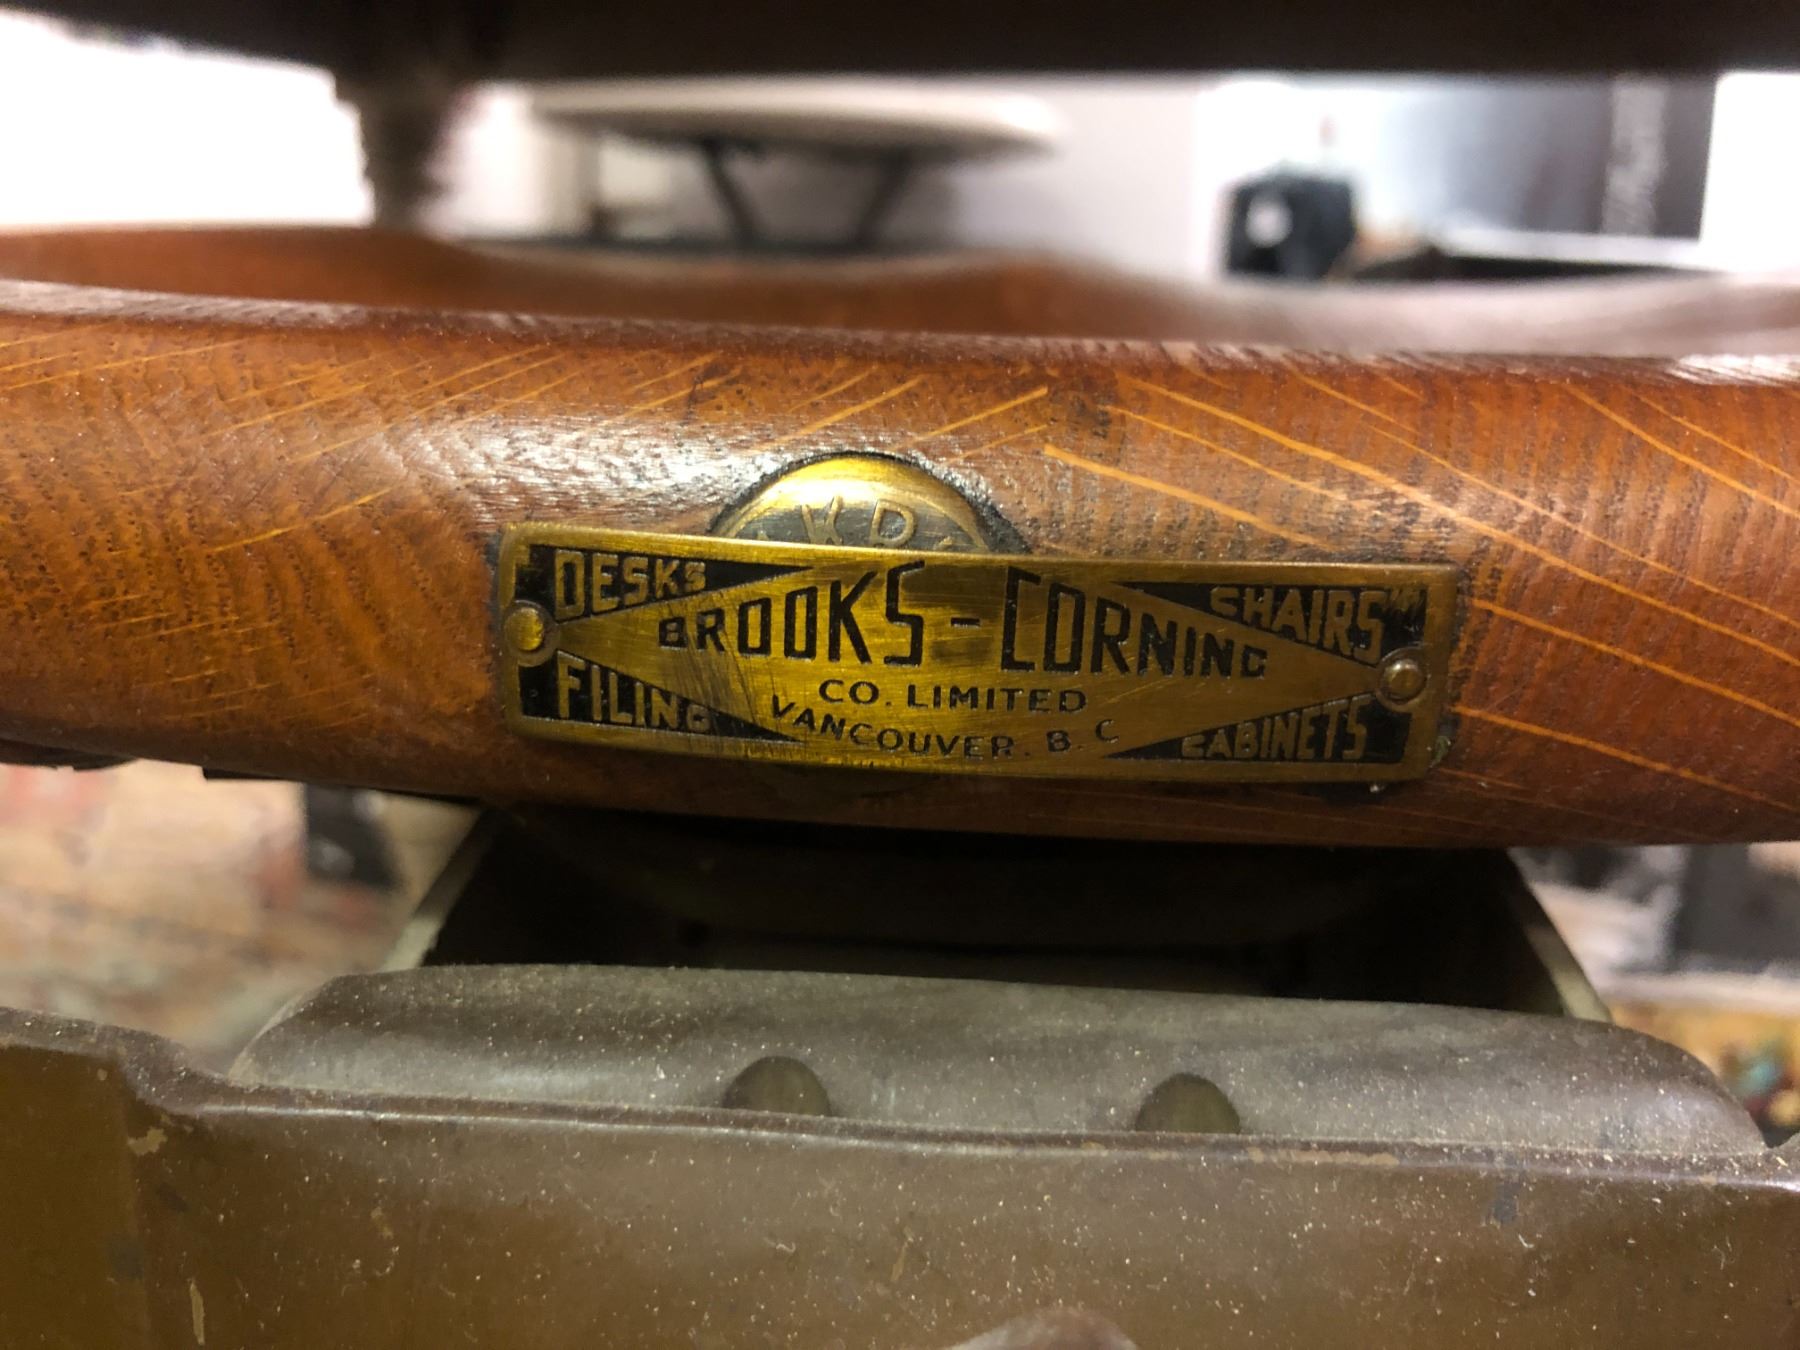 DESKS
CHAIRS
BROOKS-CORNING
CO. LIMITED
VANCOUVER. B. C
FILING
CABINETS